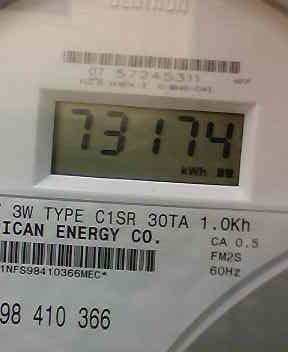 07 57245311
73174
kWh
3W TYPE C1SR 30TA 1.0Kh
ICAN ENERGY CO.
CA 0.5
FM2S
1NFS98410366MEC*
60Hz
98 410 366